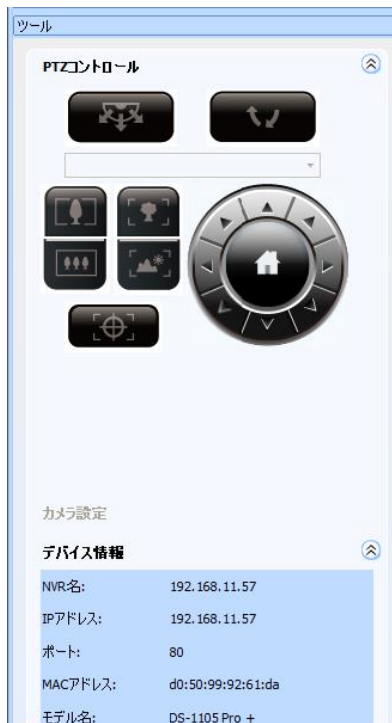 ツール
PTZコントロール
カメラ設定
デバイス情報
NVR名: 192.168.11.57
IPアドレス: 192.168.11.57
ポート: 80
MACアドレス: d0:50:99:92:61:da
モデル名: DS-1105 Pro +